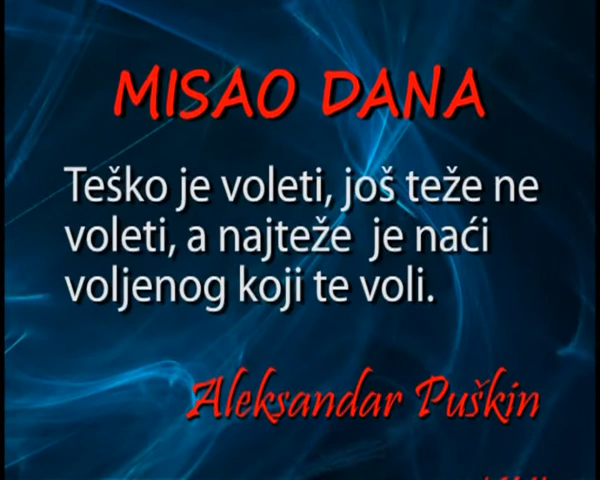 MISAO DANA
Teško je voleti, još teže ne
voleti, a najteže je naći
voljenog koji te voli.
Aleksandar Puškin